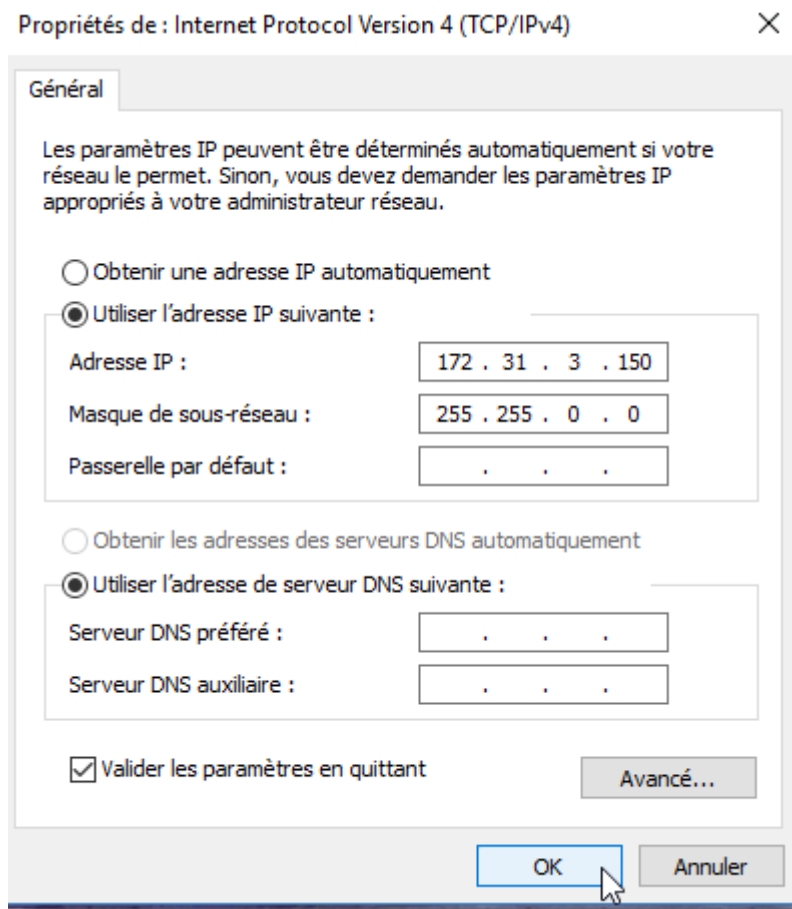 Propriétés de : Internet Protocol Version 4 (TCP/IPv4)
Général
Les paramètres IP peuvent être déterminés automatiquement si votre
réseau le permet. Sinon, vous devez demander les paramètres IP
appropriés à votre administrateur réseau.
Obtenir une adresse IP automatiquement
Utiliser l'adresse IP suivante :
Adresse IP : 172 . 31 . 3 . 150
Masque de sous-réseau : 255 . 255 . 0 . 0
Passerelle par défaut : . . .
Obtenir les adresses des serveurs DNS automatiquement
Utiliser l'adresse de serveur DNS suivante :
Serveur DNS préféré : . . .
Serveur DNS auxiliaire : . . .
Valider les paramètres en quittant
Avancé...
OK Annuler